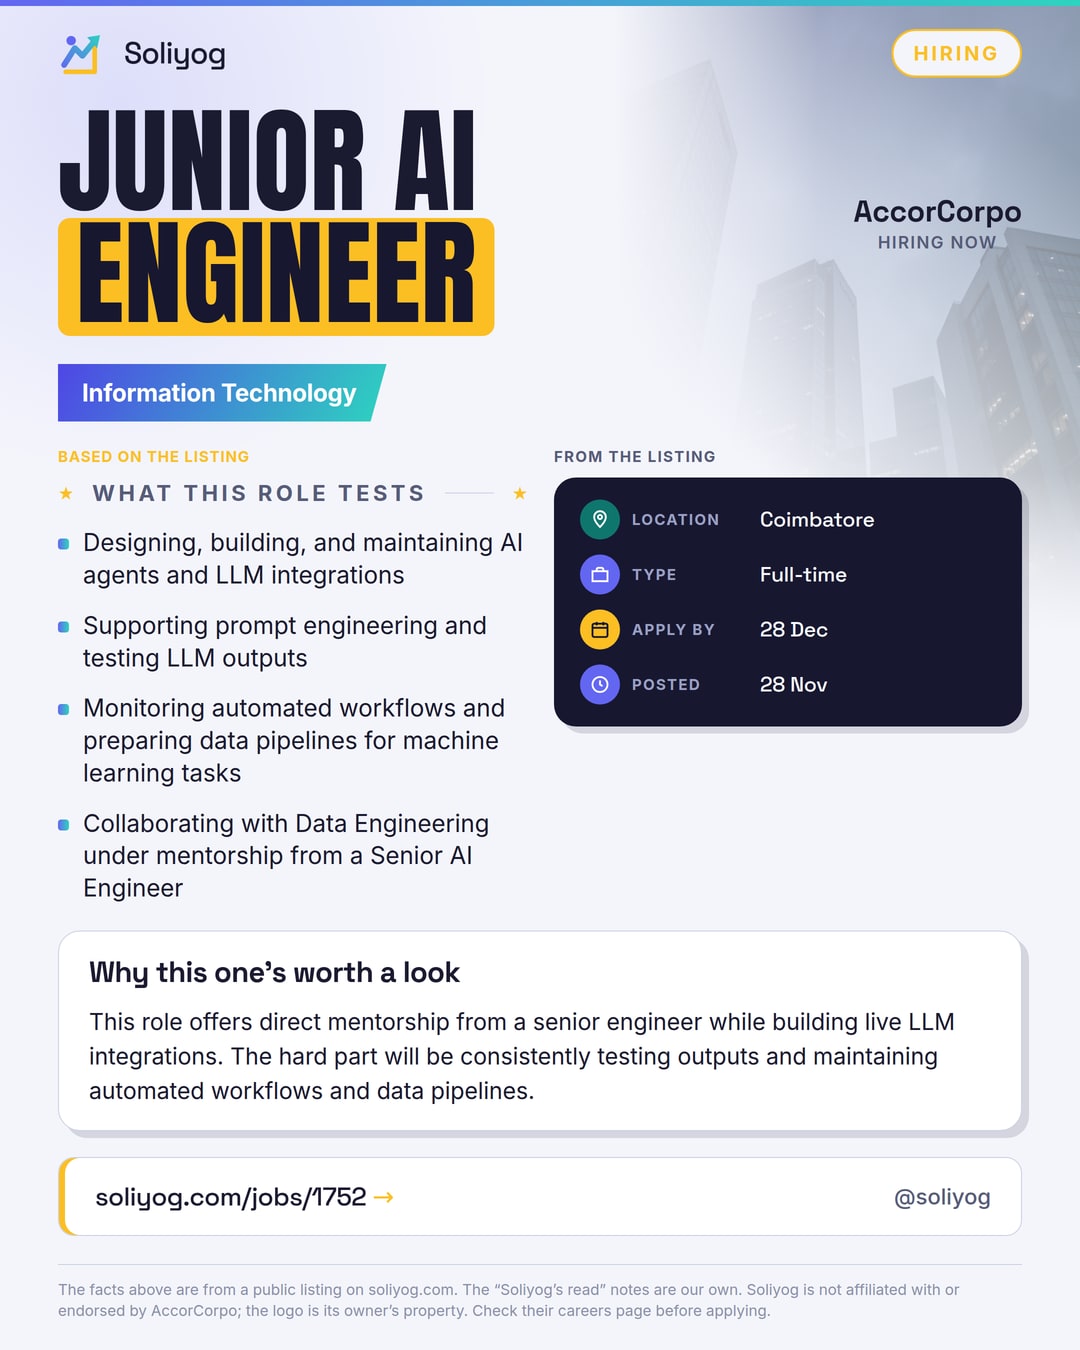 Soliyog
HIRING
JUNIOR AI
ENGINEER
AccorCorpo
HIRING NOW
Information Technology
BASED ON THE LISTING
WHAT THIS ROLE TESTS
Designing, building, and maintaining AI
agents and LLM integrations
Supporting prompt engineering and
testing LLM outputs
Monitoring automated workflows and
preparing data pipelines for machine
learning tasks
Collaborating with Data Engineering
under mentorship from a Senior AI
Engineer
FROM THE LISTING
LOCATION Coimbatore
TYPE Full-time
APPLY BY 28 Dec
POSTED 28 Nov
Why this one’s worth a look
This role offers direct mentorship from a senior engineer while building live LLM
integrations. The hard part will be consistently testing outputs and maintaining
automated workflows and data pipelines.
soliyog.com/jobs/1752 →
@soliyog
The facts above are from a public listing on soliyog.com. The “Soliyog’s read” notes are our own. Soliyog is not affiliated with or
endorsed by AccorCorpo; the logo is its owner’s property. Check their careers page before applying.